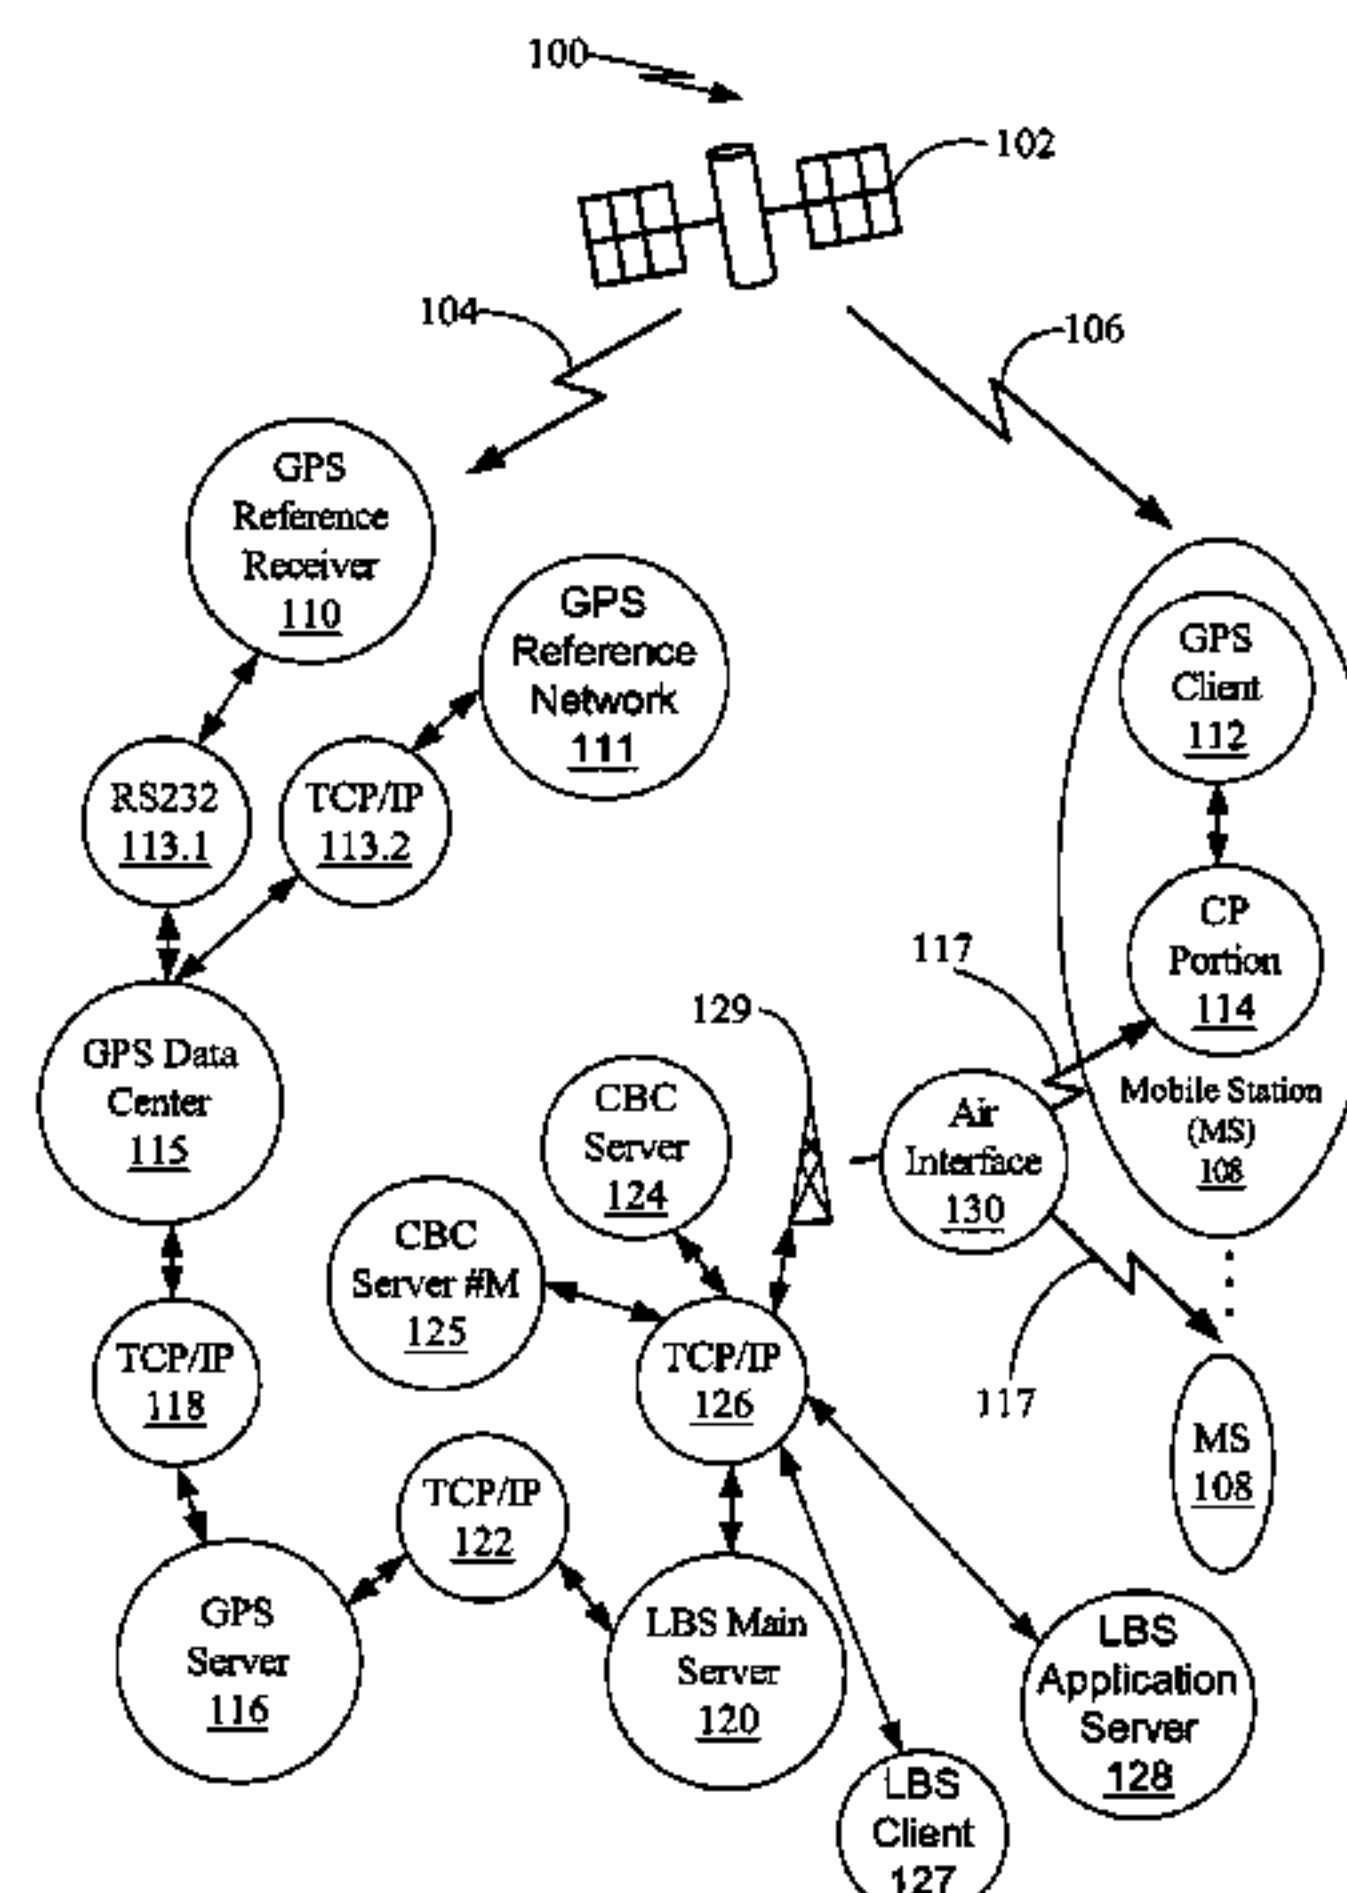 100
102
104
106
GPS
Reference
Receiver
110
GPS
Reference
Network
111
GPS
Client
112
RS232
113.1
TCP/IP
113.2
CP
Portion
114
117
129
GPS Data
Center
115
CBC
Server
124
Air
Interface
130
Mobile Station
(MS)
108
CBC
Server #M
125
TCP/IP
118
TCP/IP
126
117
MS
108
TCP/IP
122
GPS
Server
116
LBS Main
Server
120
LBS
Application
Server
128
LBS
Client
127